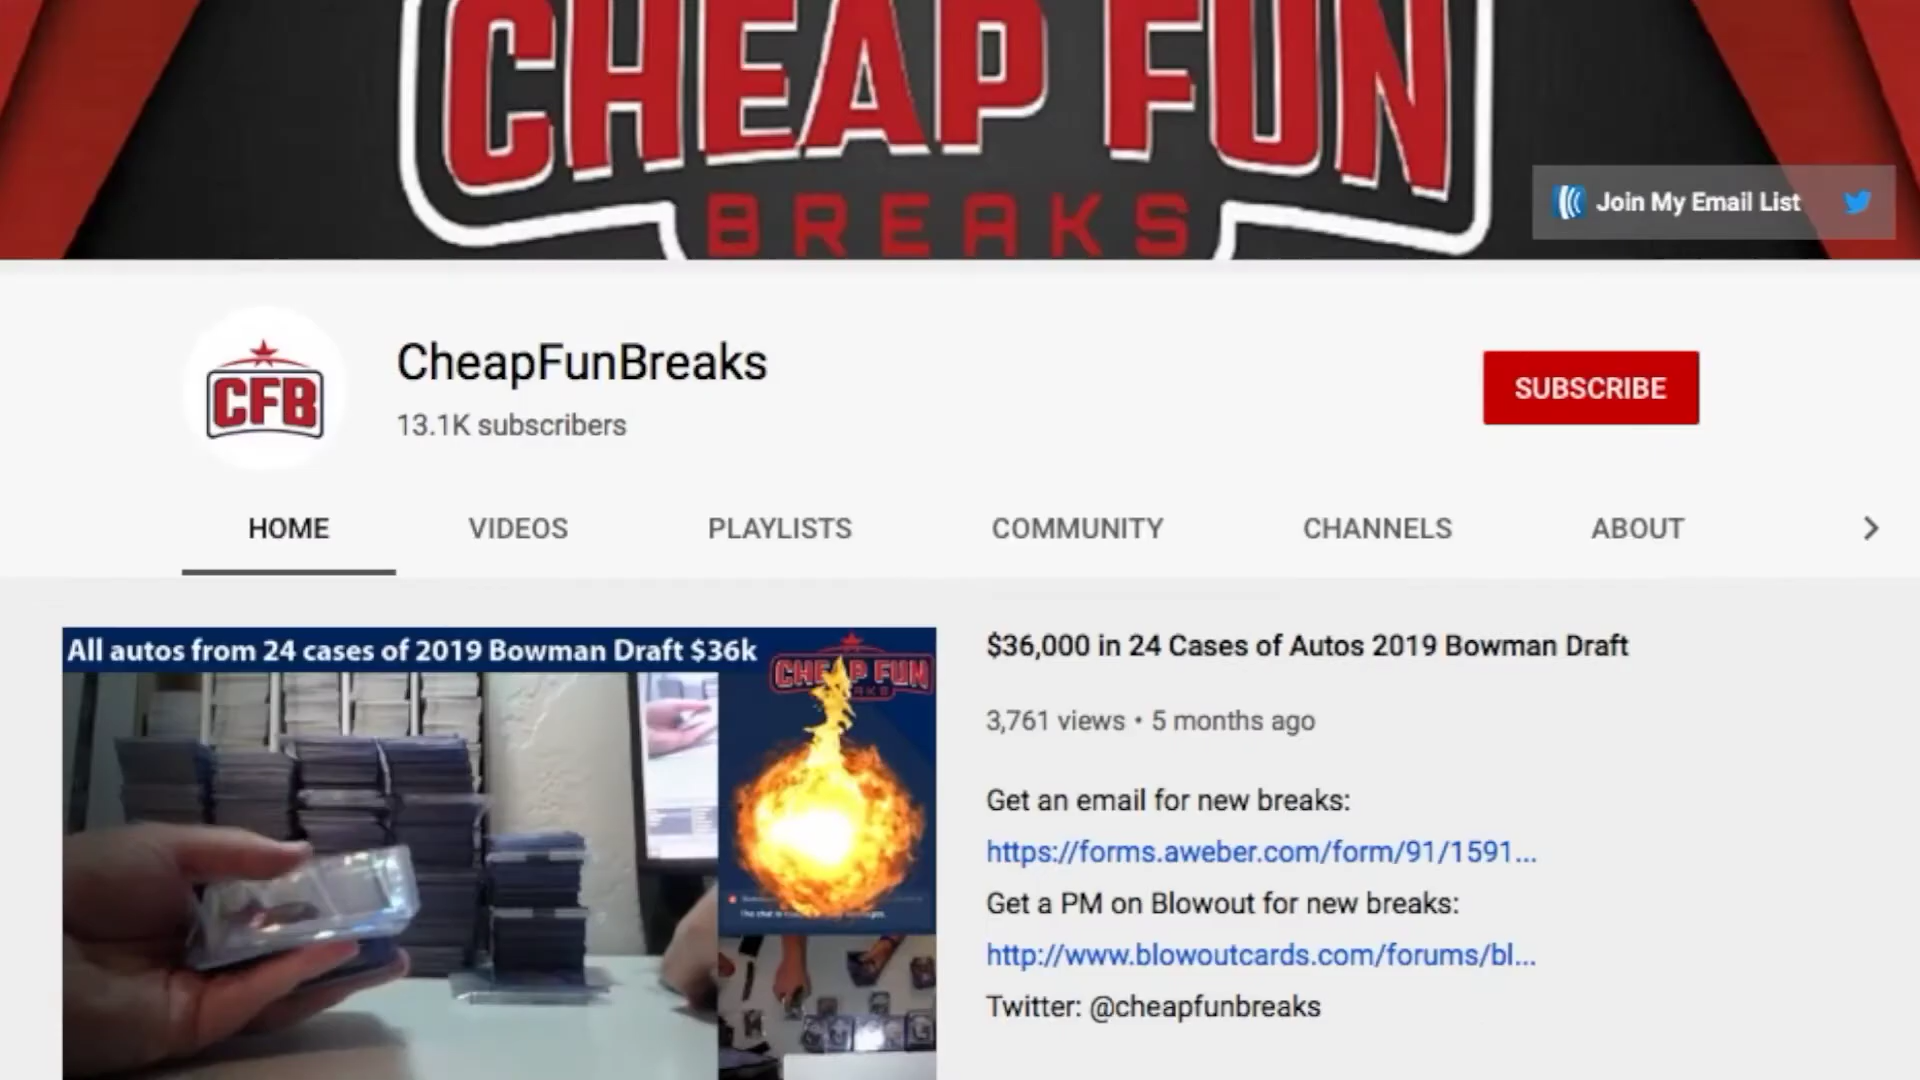 CHEAP FUN
BREAKS
Join My Email List
CFB
CheapFunBreaks
13.1K subscribers
SUBSCRIBE
HOME
VIDEOS
PLAYLISTS
COMMUNITY
CHANNELS
ABOUT
All autos from 24 cases of 2019 Bowman Draft $36k
CHEAP FUN
$36,000 in 24 Cases of Autos 2019 Bowman Draft
3,761 views • 5 months ago
Get an email for new breaks:
https://forms.aweber.com/form/91/1591...
Get a PM on Blowout for new breaks:
http://www.blowoutcards.com/forums/bl...
Twitter: @cheapfunbreaks